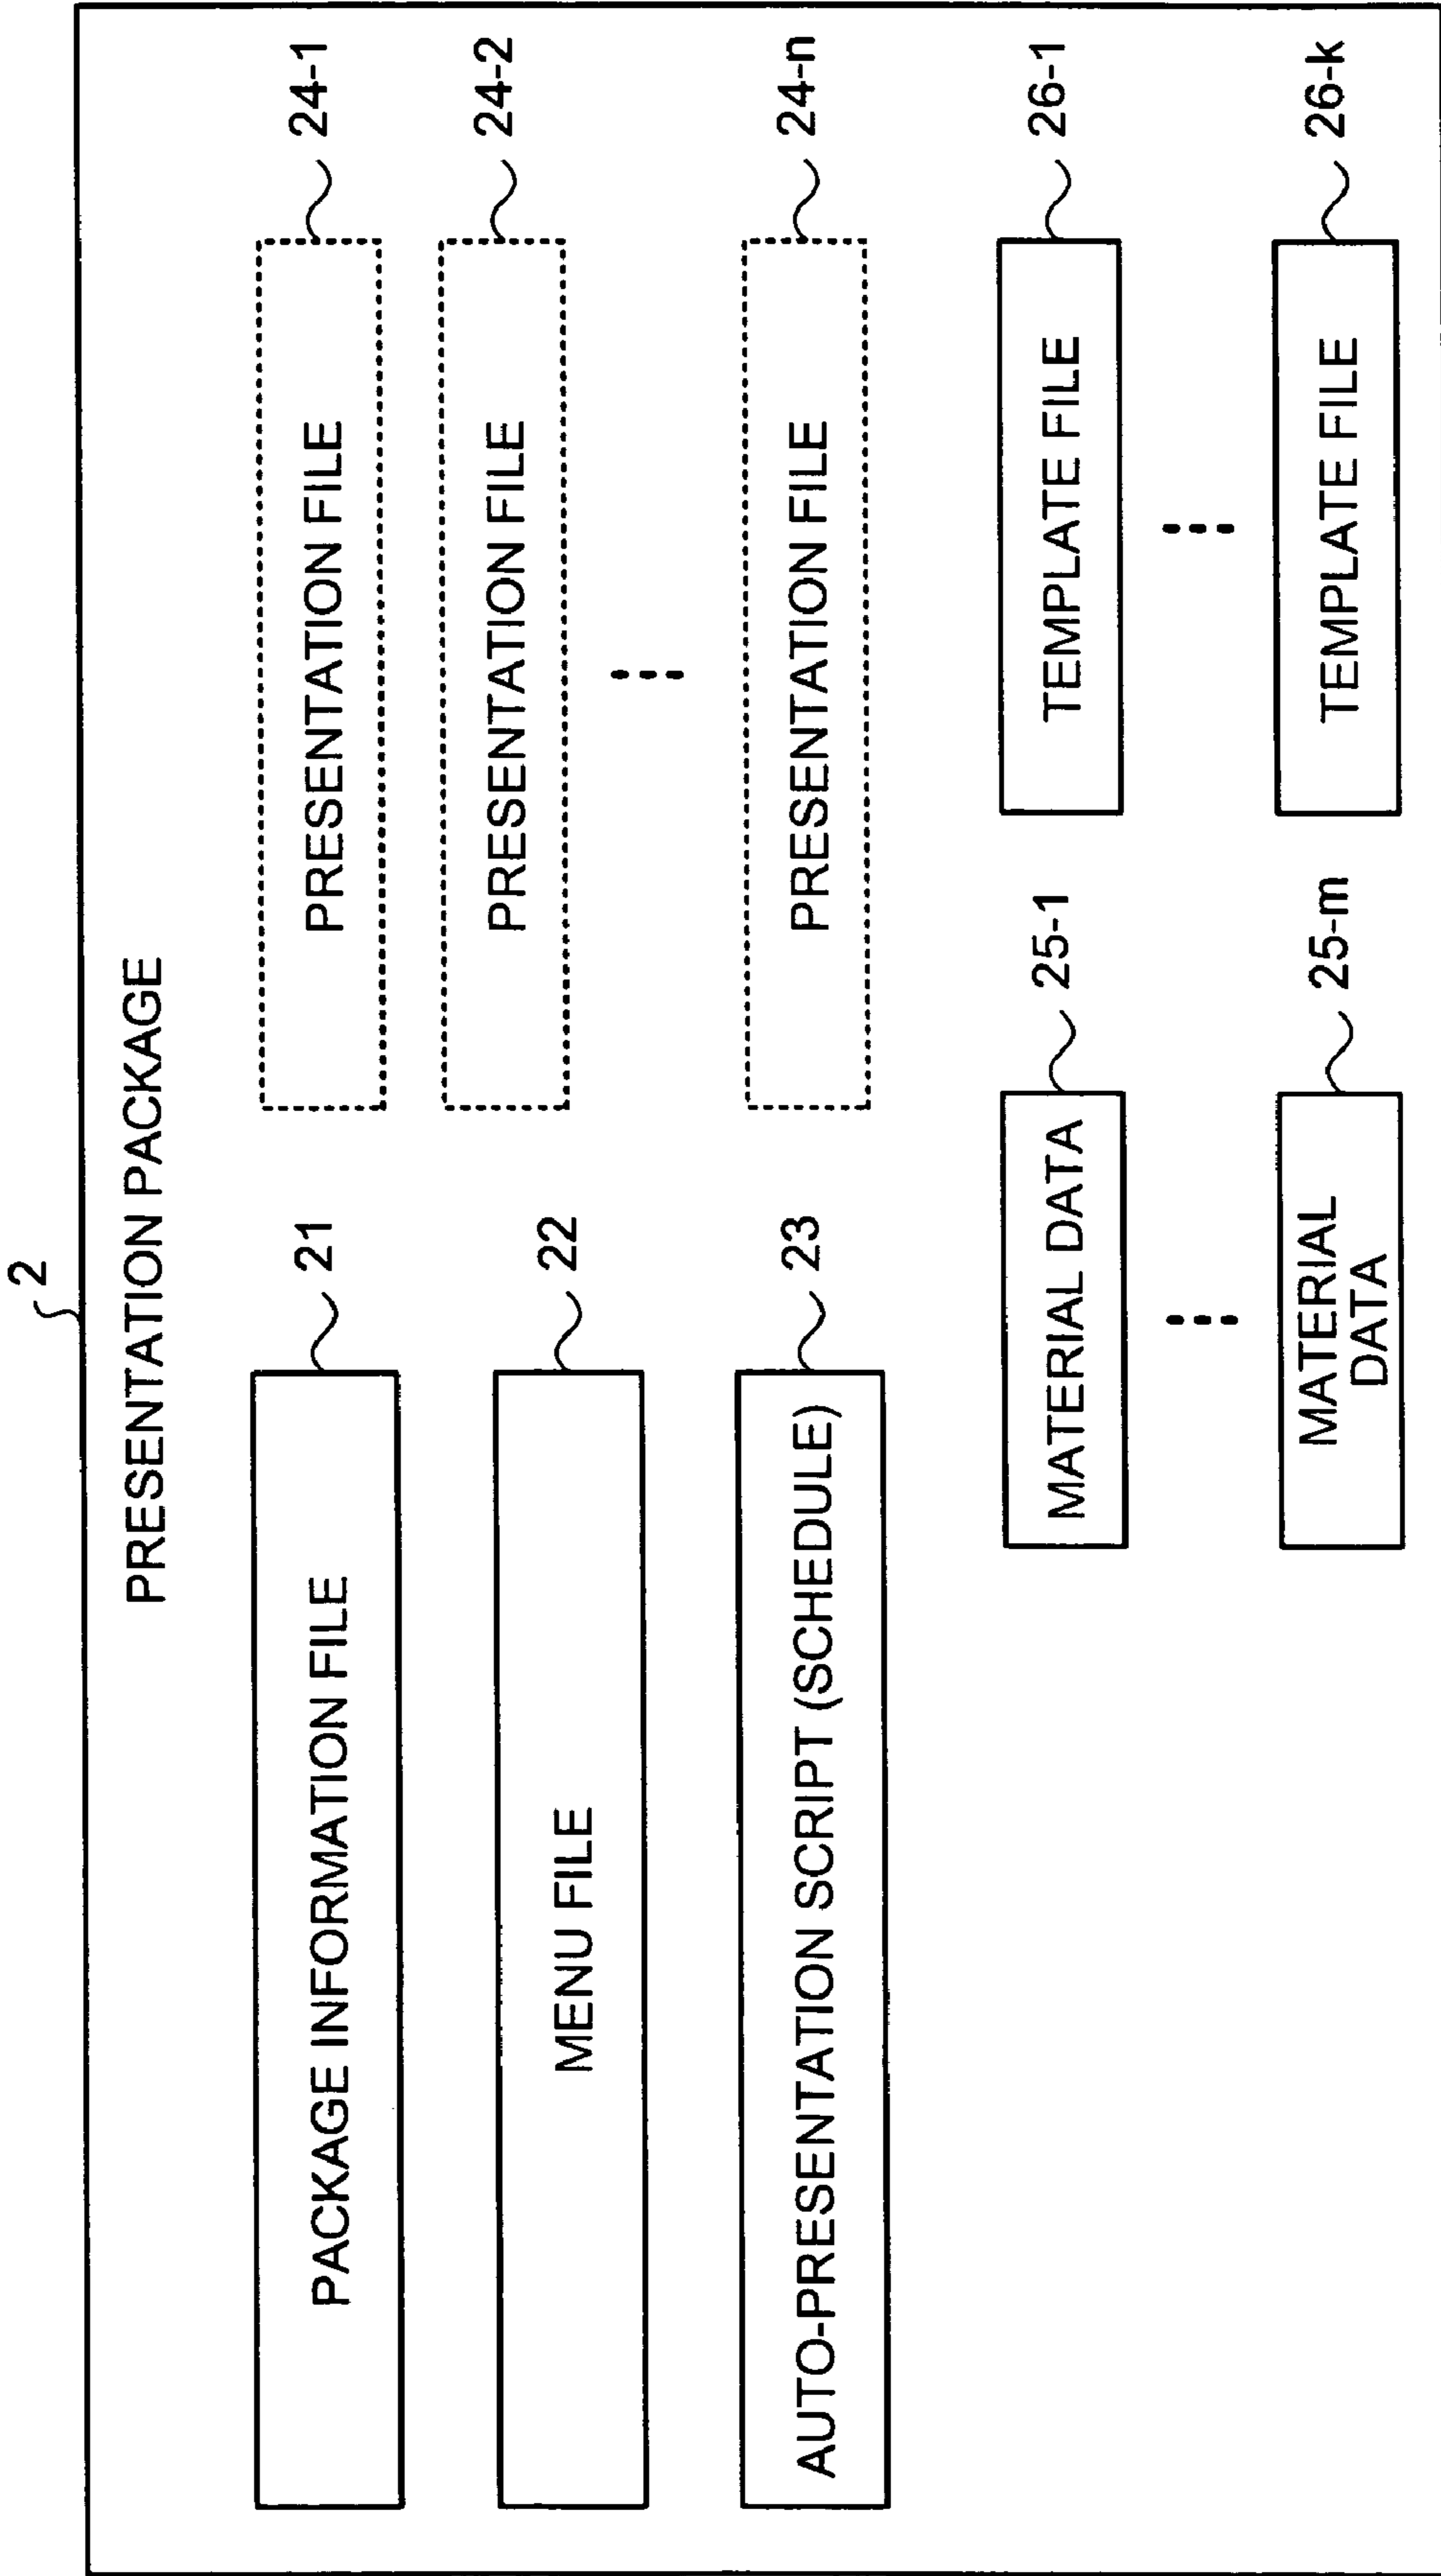 2
PRESENTATION PACKAGE
PACKAGE INFORMATION FILE
21
MENU FILE
22
AUTO-PRESENTATION SCRIPT (SCHEDULE)
23
PRESENTATION FILE
24-1
PRESENTATION FILE
24-2
PRESENTATION FILE
24-n
MATERIAL DATA
25-1
MATERIAL
DATA
25-m
TEMPLATE FILE
26-1
TEMPLATE FILE
26-k